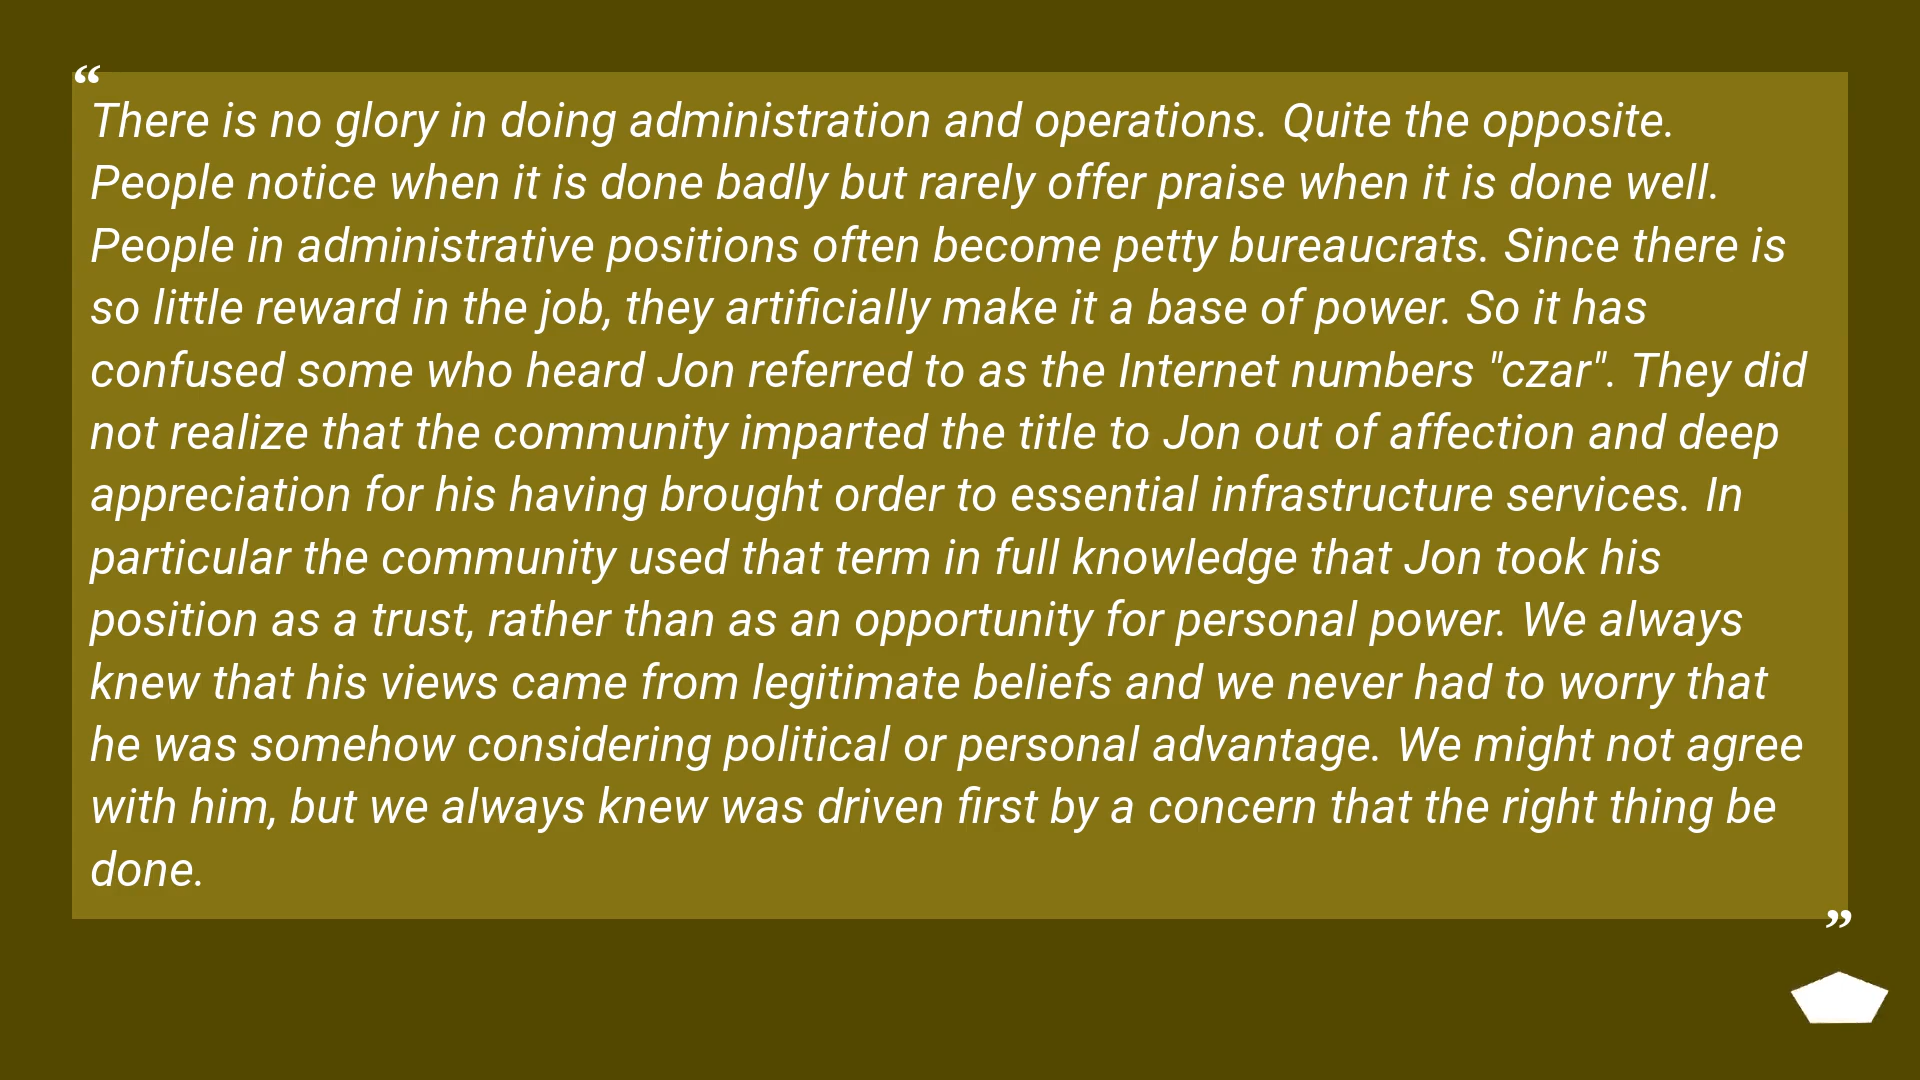 “
There is no glory in doing administration and operations. Quite the opposite.
People notice when it is done badly but rarely offer praise when it is done well.
People in administrative positions often become petty bureaucrats. Since there is
so little reward in the job, they artificially make it a base of power. So it has
confused some who heard Jon referred to as the Internet numbers "czar". They did
not realize that the community imparted the title to Jon out of affection and deep
appreciation for his having brought order to essential infrastructure services. In
particular the community used that term in full knowledge that Jon took his
position as a trust, rather than as an opportunity for personal power. We always
knew that his views came from legitimate beliefs and we never had to worry that
he was somehow considering political or personal advantage. We might not agree
with him, but we always knew was driven first by a concern that the right thing be
done.
”